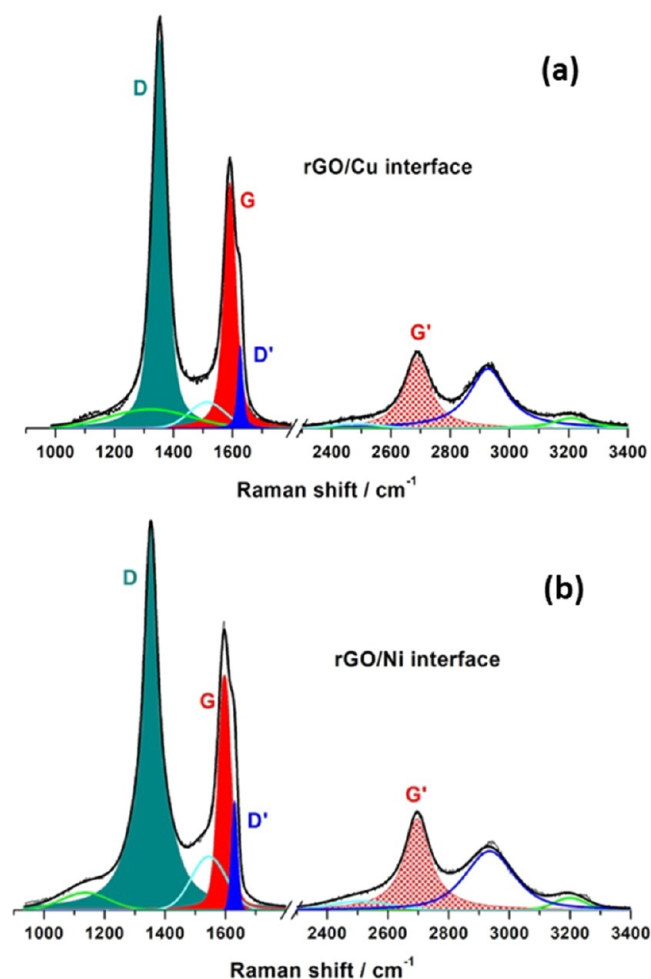 (a)
D
rGO/Cu interface
G
G'
D'
1000 1200 1400 1600 2400 2600 2800 3000 3200 3400
Raman shift / cm-1
(b)
D
rGO/Ni interface
G
G'
D'
1000 1200 1400 1600 2400 2600 2800 3000 3200 3400
Raman shift / cm-1